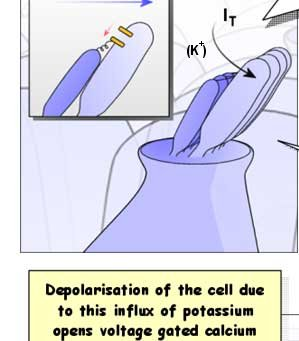 I_T
(K+)
Depolarisation of the cell due
to this influx of potassium
opens voltage gated calcium